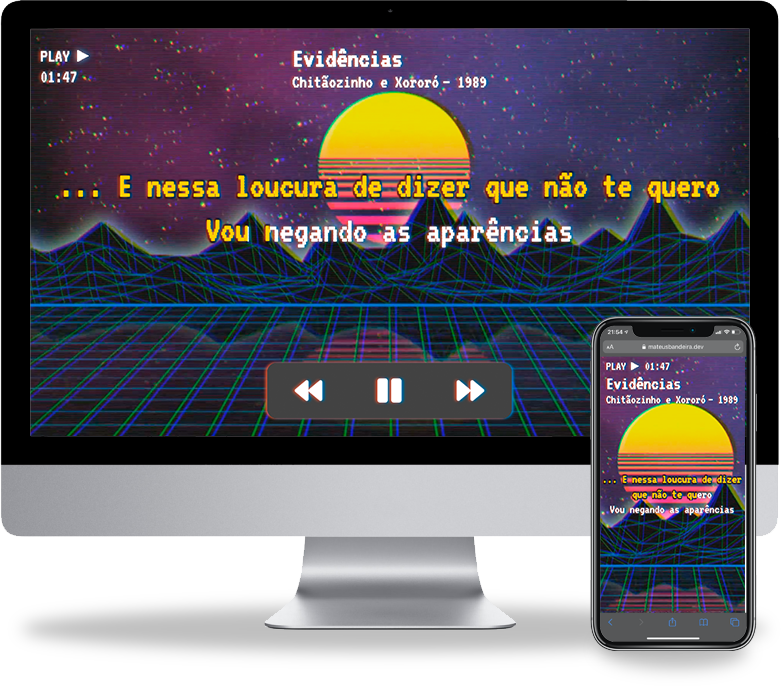 PLAY
01:47
Evidências
Chitãozinho e Xororó - 1989
... E nessa loucura de dizer que não te quero
Vou negando as aparências
21:54
AA mateusbandeira.dev
PLAY 01:47
Evidências
Chitãozinho e Xororó - 1989
... E nessa loucura de dizer
que não te quero
Vou negando as aparências